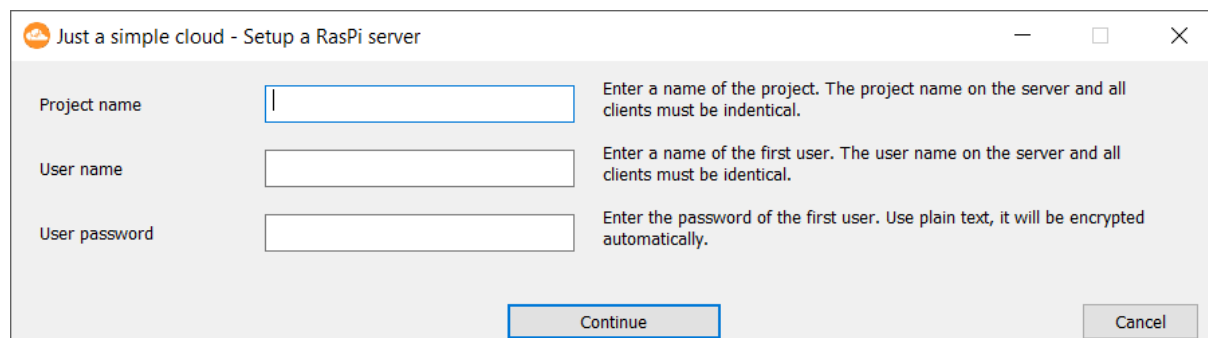 Just a simple cloud - Setup a RasPi server
Project name
Enter a name of the project. The project name on the server and all
clients must be indentical.
User name
Enter a name of the first user. The user name on the server and all
clients must be identical.
User password
Enter the password of the first user. Use plain text, it will be encrypted
automatically.
Continue
Cancel